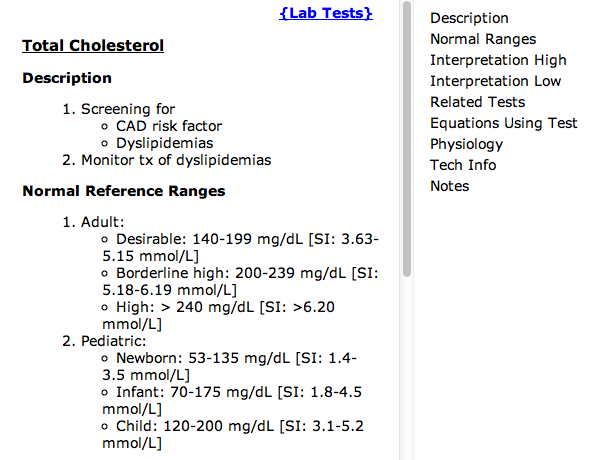 {Lab Tests}
Total Cholesterol
Description
1. Screening for
CAD risk factor
Dyslipidemias
2. Monitor tx of dyslipidemias
Normal Reference Ranges
1. Adult:
Desirable: 140-199 mg/dL [SI: 3.63-
5.15 mmol/L]
Borderline high: 200-239 mg/dL [SI:
5.18-6.19 mmol/L]
High: > 240 mg/dL [SI: >6.20
mmol/L]
2. Pediatric:
Newborn: 53-135 mg/dL [SI: 1.4-
3.5 mmol/L]
Infant: 70-175 mg/dL [SI: 1.8-4.5
mmol/L]
Child: 120-200 mg/dL [SI: 3.1-5.2
mmol/L]
Description
Normal Ranges
Interpretation High
Interpretation Low
Related Tests
Equations Using Test
Physiology
Tech Info
Notes